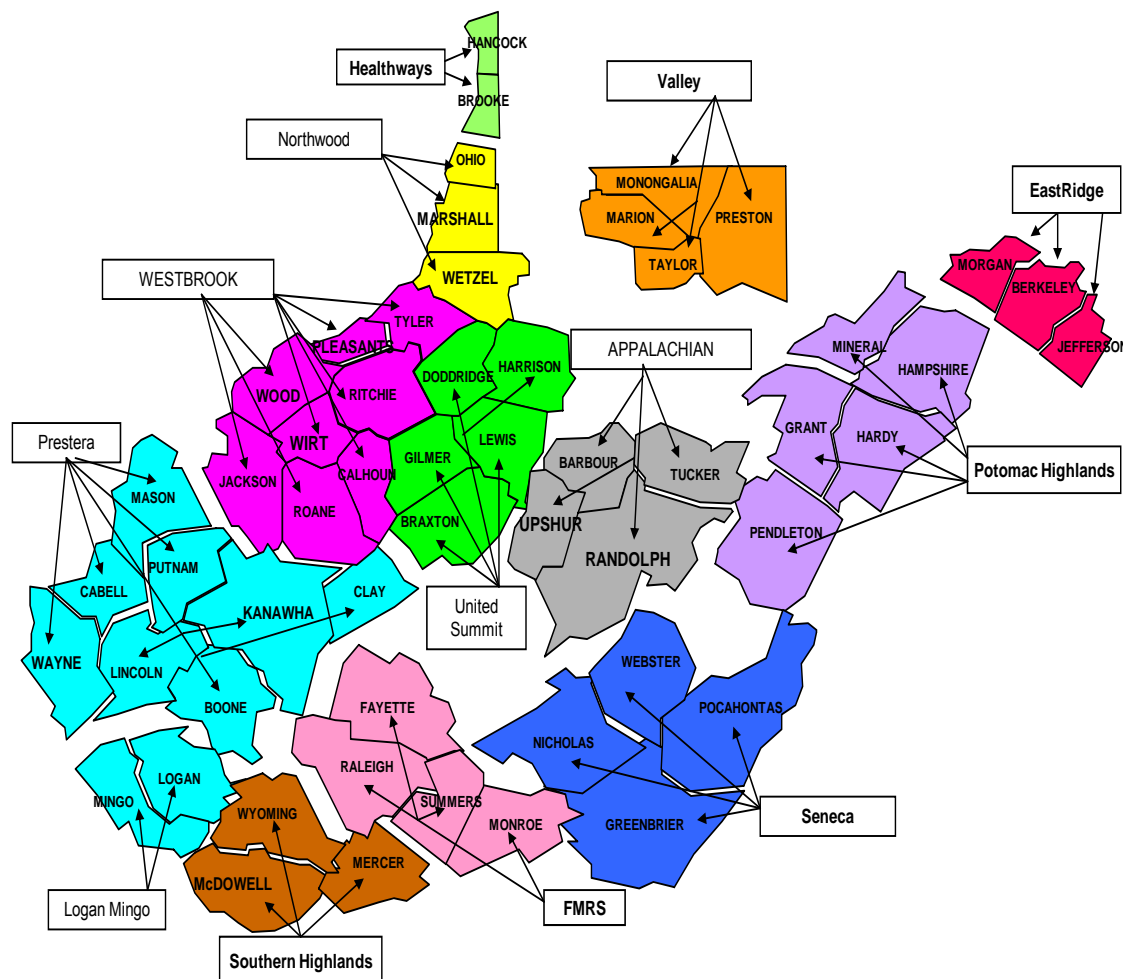 HANCOCK
Healthways
BROOKE
Valley
Northwood
OHIO
MONONGALIA
MARSHALL
MARION
PRESTON
EastRidge
TAYLOR
WETZEL
MORGAN
BERKELEY
JEFFERSON
WESTBROOK
TYLER
PLEASANTS
DODDRIDGE
HARRISON
APPALACHIAN
MINERAL
HAMPSHIRE
WOOD
RITCHIE
WIRT
LEWIS
GRANT
HARDY
Prestera
GILMER
BARBOUR
TUCKER
Potomac Highlands
MASON
JACKSON
CALHOUN
ROANE
BRAXTON
UPSHUR
PENDLETON
PUTNAM
RANDOLPH
CABELL
KANAWHA
CLAY
United
Summit
WAYNE
LINCOLN
WEBSTER
BOONE
FAYETTE
POCAHONTAS
NICHOLAS
RALEIGH
LOGAN
MINGO
SUMMERS
WYOMING
MONROE
GREENBRIER
Seneca
MERCER
McDOWELL
Logan Mingo
FMRS
Southern Highlands